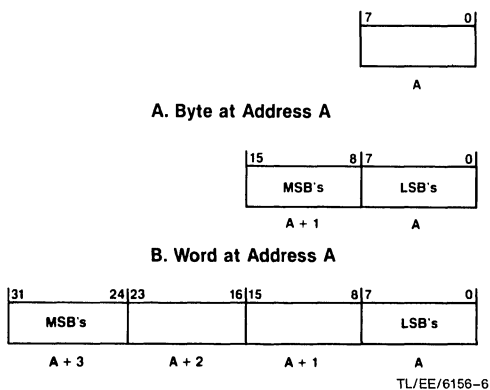 7 0
A
A. Byte at Address A
15 8 7 0
MSB's LSB's
A + 1 A
B. Word at Address A
31 24 23 16 15 8 7 0
MSB's LSB's
A + 3 A + 2 A + 1 A
TL/EE/6156-6